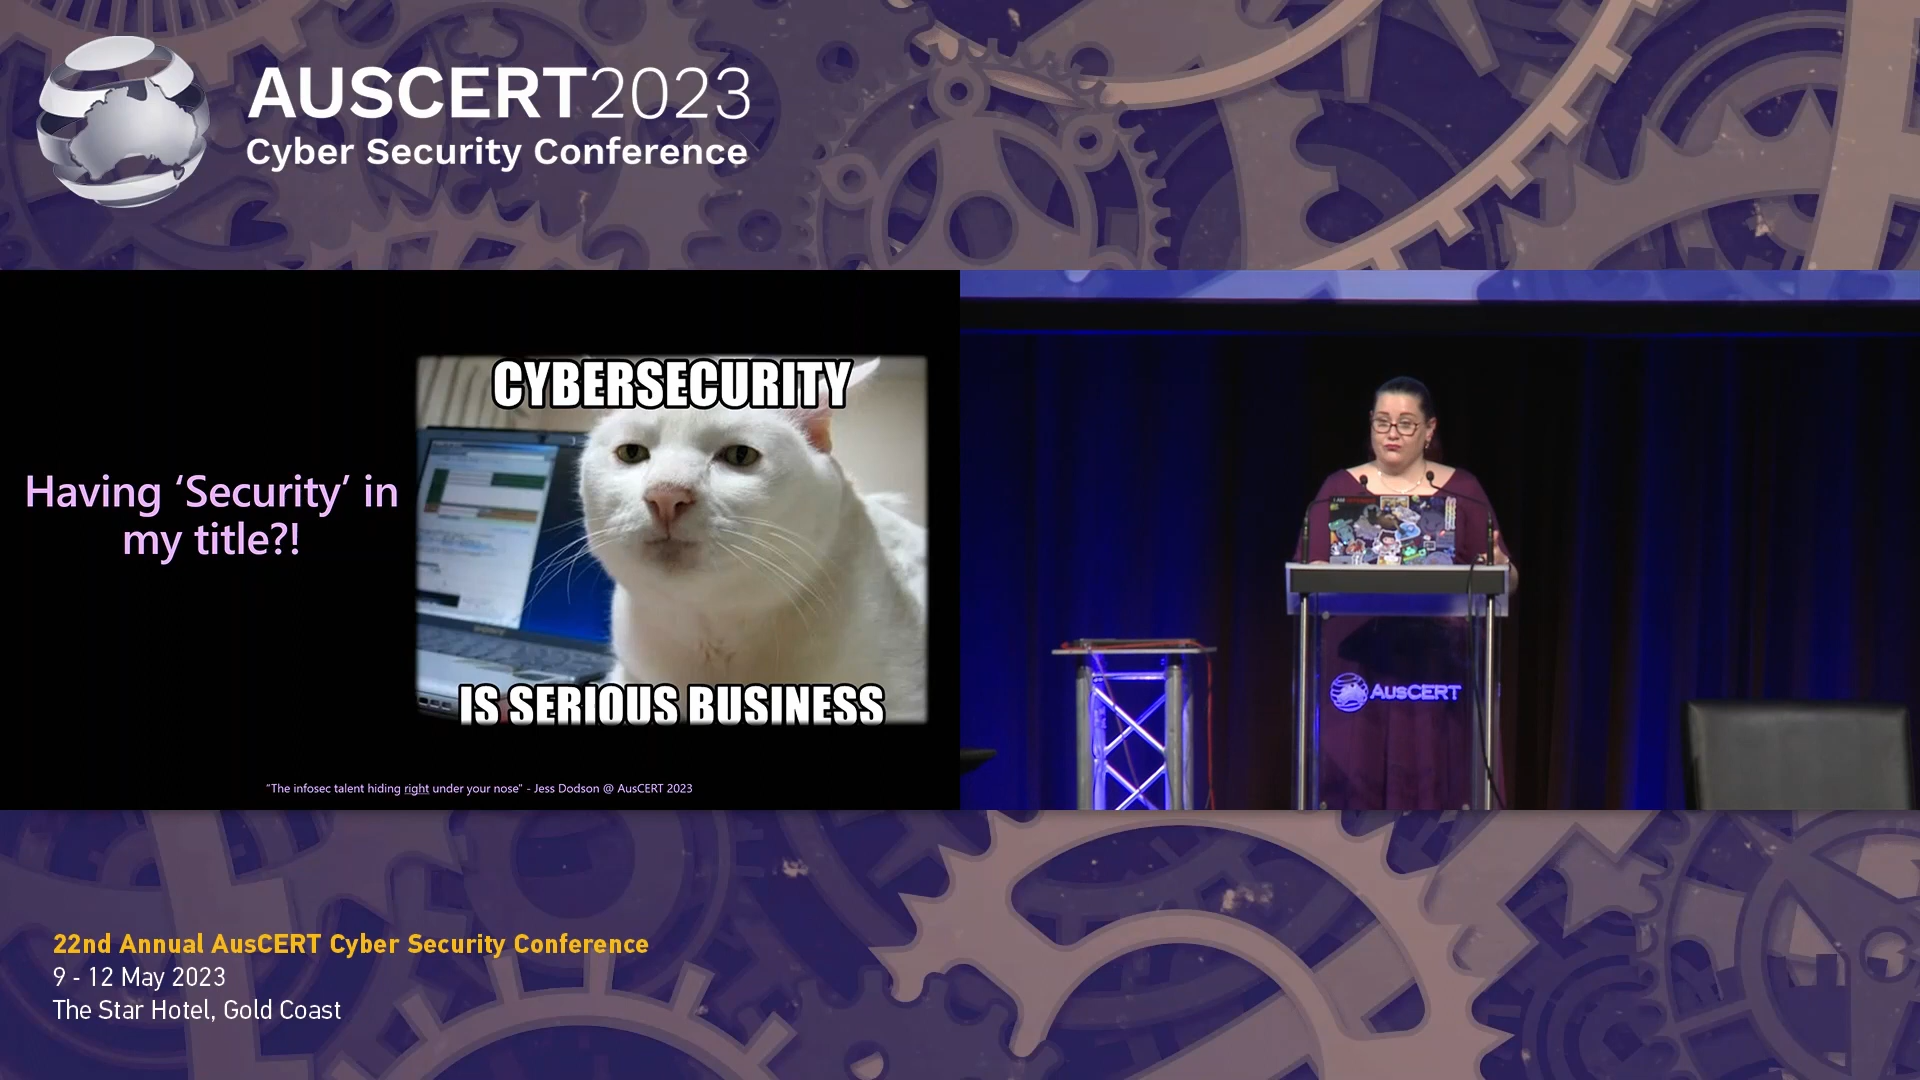 AUSCERT2023
Cyber Security Conference
CYBERSECURITY
Having ‘Security’ in
my title?!
IS SERIOUS BUSINESS
“The infosec talent hiding right under your nose” - Jess Dodson @ AusCERT 2023
AUSCERT
22nd Annual AusCERT Cyber Security Conference
9 - 12 May 2023
The Star Hotel, Gold Coast